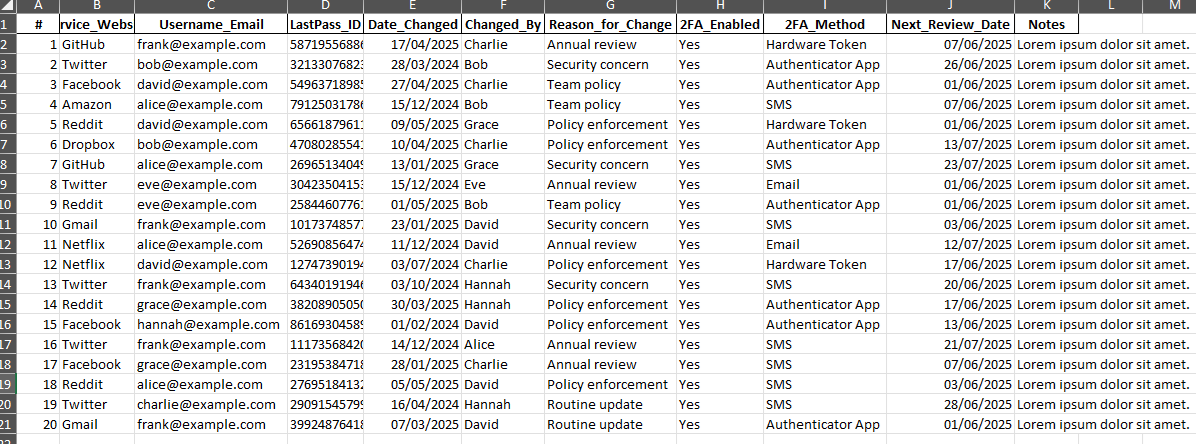 A B C D E F G H I J K L M
1 # rvice_Webs Username_Email LastPass_ID Date_Changed Changed_By Reason_for_Change 2FA_Enabled 2FA_Method Next_Review_Date Notes
2 1 GitHub frank@example.com 58719556886 17/04/2025 Charlie Annual review Yes Hardware Token 07/06/2025 Lorem ipsum dolor sit amet.
3 2 Twitter bob@example.com 32133076823 28/03/2024 Bob Security concern Yes Authenticator App 26/06/2025 Lorem ipsum dolor sit amet.
4 3 Facebook david@example.com 54963718985 27/04/2025 Charlie Team policy Yes Authenticator App 01/06/2025 Lorem ipsum dolor sit amet.
5 4 Amazon alice@example.com 79125031786 15/12/2024 Bob Team policy Yes SMS 07/06/2025 Lorem ipsum dolor sit amet.
6 5 Reddit david@example.com 65661879611 09/05/2025 Grace Policy enforcement Yes Hardware Token 01/06/2025 Lorem ipsum dolor sit amet.
7 6 Dropbox bob@example.com 47080285541 10/04/2025 Charlie Policy enforcement Yes Authenticator App 13/07/2025 Lorem ipsum dolor sit amet.
8 7 GitHub alice@example.com 26965134049 13/01/2025 Grace Security concern Yes SMS 23/07/2025 Lorem ipsum dolor sit amet.
9 8 Twitter eve@example.com 30423504153 15/12/2024 Eve Annual review Yes Email 01/06/2025 Lorem ipsum dolor sit amet.
10 9 Reddit eve@example.com 25844607761 01/05/2025 Bob Team policy Yes Authenticator App 01/06/2025 Lorem ipsum dolor sit amet.
11 10 Gmail frank@example.com 10173748577 23/01/2025 David Security concern Yes SMS 03/06/2025 Lorem ipsum dolor sit amet.
12 11 Netflix alice@example.com 52690856474 11/12/2024 David Annual review Yes Email 12/07/2025 Lorem ipsum dolor sit amet.
13 12 Netflix david@example.com 12747390194 03/07/2024 Charlie Policy enforcement Yes Hardware Token 17/06/2025 Lorem ipsum dolor sit amet.
14 13 Twitter frank@example.com 64340191946 03/10/2024 Hannah Security concern Yes SMS 20/06/2025 Lorem ipsum dolor sit amet.
15 14 Reddit grace@example.com 38208905050 30/03/2025 Hannah Policy enforcement Yes Authenticator App 17/06/2025 Lorem ipsum dolor sit amet.
16 15 Facebook hannah@example.com 86169304589 01/02/2024 David Policy enforcement Yes Authenticator App 13/06/2025 Lorem ipsum dolor sit amet.
17 16 Twitter frank@example.com 11173568420 14/12/2024 Alice Annual review Yes SMS 21/07/2025 Lorem ipsum dolor sit amet.
18 17 Facebook grace@example.com 23195384718 28/01/2025 Charlie Annual review Yes SMS 07/06/2025 Lorem ipsum dolor sit amet.
19 18 Reddit alice@example.com 27695184132 05/05/2025 David Policy enforcement Yes SMS 03/06/2025 Lorem ipsum dolor sit amet.
20 19 Twitter charlie@example.com 29091545799 16/04/2024 Hannah Routine update Yes SMS 28/06/2025 Lorem ipsum dolor sit amet.
21 20 Gmail frank@example.com 39924876418 07/03/2025 David Routine update Yes Authenticator App 01/06/2025 Lorem ipsum dolor sit amet.